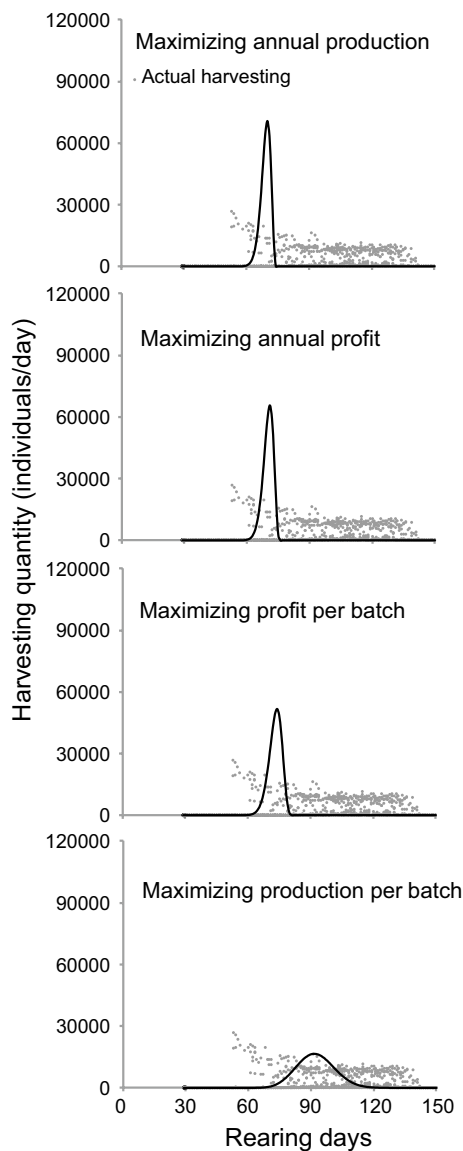 120000
Maximizing annual production
Actual harvesting
90000
60000
30000
0
120000
Maximizing annual profit
90000
60000
30000
0
120000
Maximizing profit per batch
90000
60000
30000
0
120000
Maximizing production per batch
90000
60000
30000
0
0 30 60 90 120 150
Rearing days
Harvesting quantity (individuals/day)